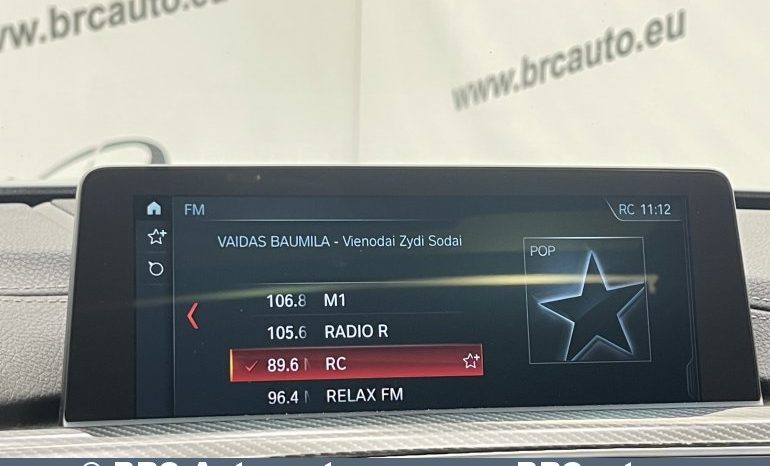 www.brcauto.eu
www.brcauto.eu
FM
RC 11:12
VAIDAS BAUMILA - Vienodai Zydi Sodai
POP
106.8 M1
105.6 RADIO R
89.6 RC
96.4 RELAX FM